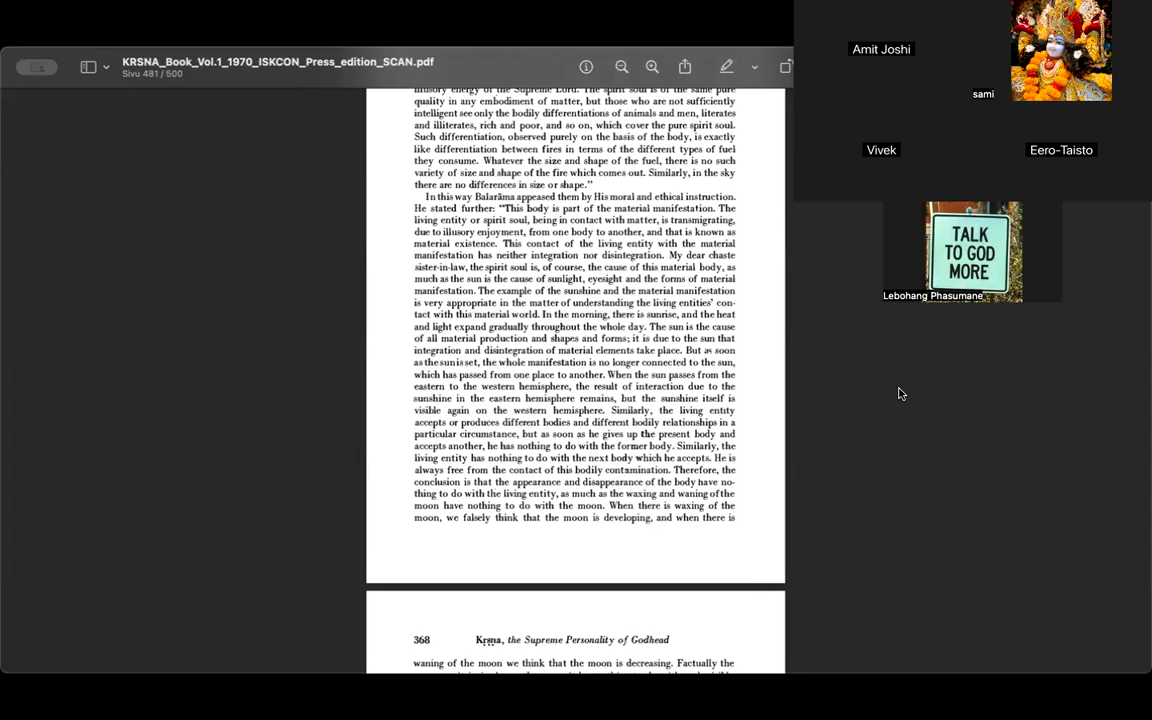 KRSNA_Book_Vol.1_1970_ISKCON_Press_edition_SCAN.pdf
Sivu 481 / 500
illusory energy of the Supreme Lord. The spirit soul is of the same pure
quality in any embodiment of matter, but those who are not sufficiently
intelligent see only the bodily differentiations of animals and men, literates
and illiterates, rich and poor, and so on, which cover the pure spirit soul.
Such differentiation, observed purely on the basis of the body, is exactly
like differentiation between fires in terms of the different types of fuel
they consume. Whatever the size and shape of the fuel, there is no such
variety of size and shape of the fire which comes out. Similarly, in the sky
there are no differences in size or shape.”
In this way Balarāma appeased them by His moral and ethical instruction.
He stated further: “This body is part of the material manifestation. The
living entity or spirit soul, being in contact with matter, is transmigrating,
due to illusory enjoyment, from one body to another, and that is known as
material existence. This contact of the living entity with the material
manifestation has neither integration nor disintegration. My dear chaste
sister-in-law, the spirit soul is, of course, the cause of this material body, as
much as the sun is the cause of sunlight, eyesight and the forms of material
manifestation. The example of the sunshine and the material manifestation
is very appropriate in the matter of understanding the living entities’ con-
tact with this material world. In the morning, there is sunrise, and the heat
and light expand gradually throughout the whole day. The sun is the cause
of all material production and shapes and forms; it is due to the sun that
integration and disintegration of material elements take place. But as soon
as the sun is set, the whole manifestation is no longer connected to the sun,
which has passed from one place to another. When the sun passes from the
eastern to the western hemisphere, the result of interaction due to the
sunshine in the eastern hemisphere remains, but the sunshine itself is
visible again on the western hemisphere. Similarly, the living entity
accepts or produces different bodies and different bodily relationships in a
particular circumstance, but as soon as he gives up the present body and
accepts another, he has nothing to do with the former body. Similarly, the
living entity has nothing to do with the next body which he accepts. He is
always free from the contact of this bodily contamination. Therefore, the
conclusion is that the appearance and disappearance of the body have no-
thing to do with the living entity, as much as the waxing and waning of the
moon have nothing to do with the moon. When there is waxing of the
moon, we falsely think that the moon is developing, and when there is
368 Kṛṣṇa, the Supreme Personality of Godhead
waning of the moon we think that the moon is decreasing. Factually the
Amit Joshi
sami
Vivek
Eero-Taisto
TALK
TO GOD
MORE
Lebohang Phasumane